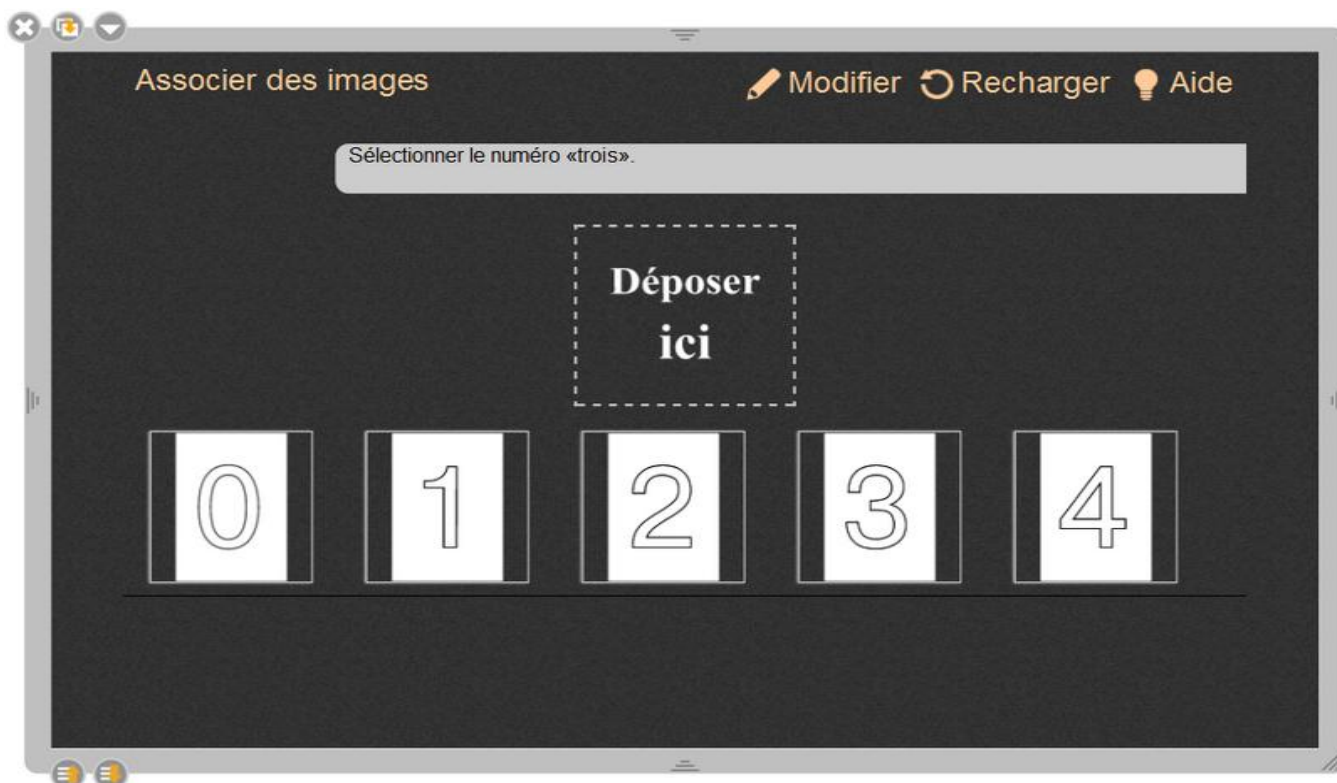 Associer des images
Modifier Recharger Aide
Sélectionner le numéro «trois».
Déposer
ici
0 1 2 3 4